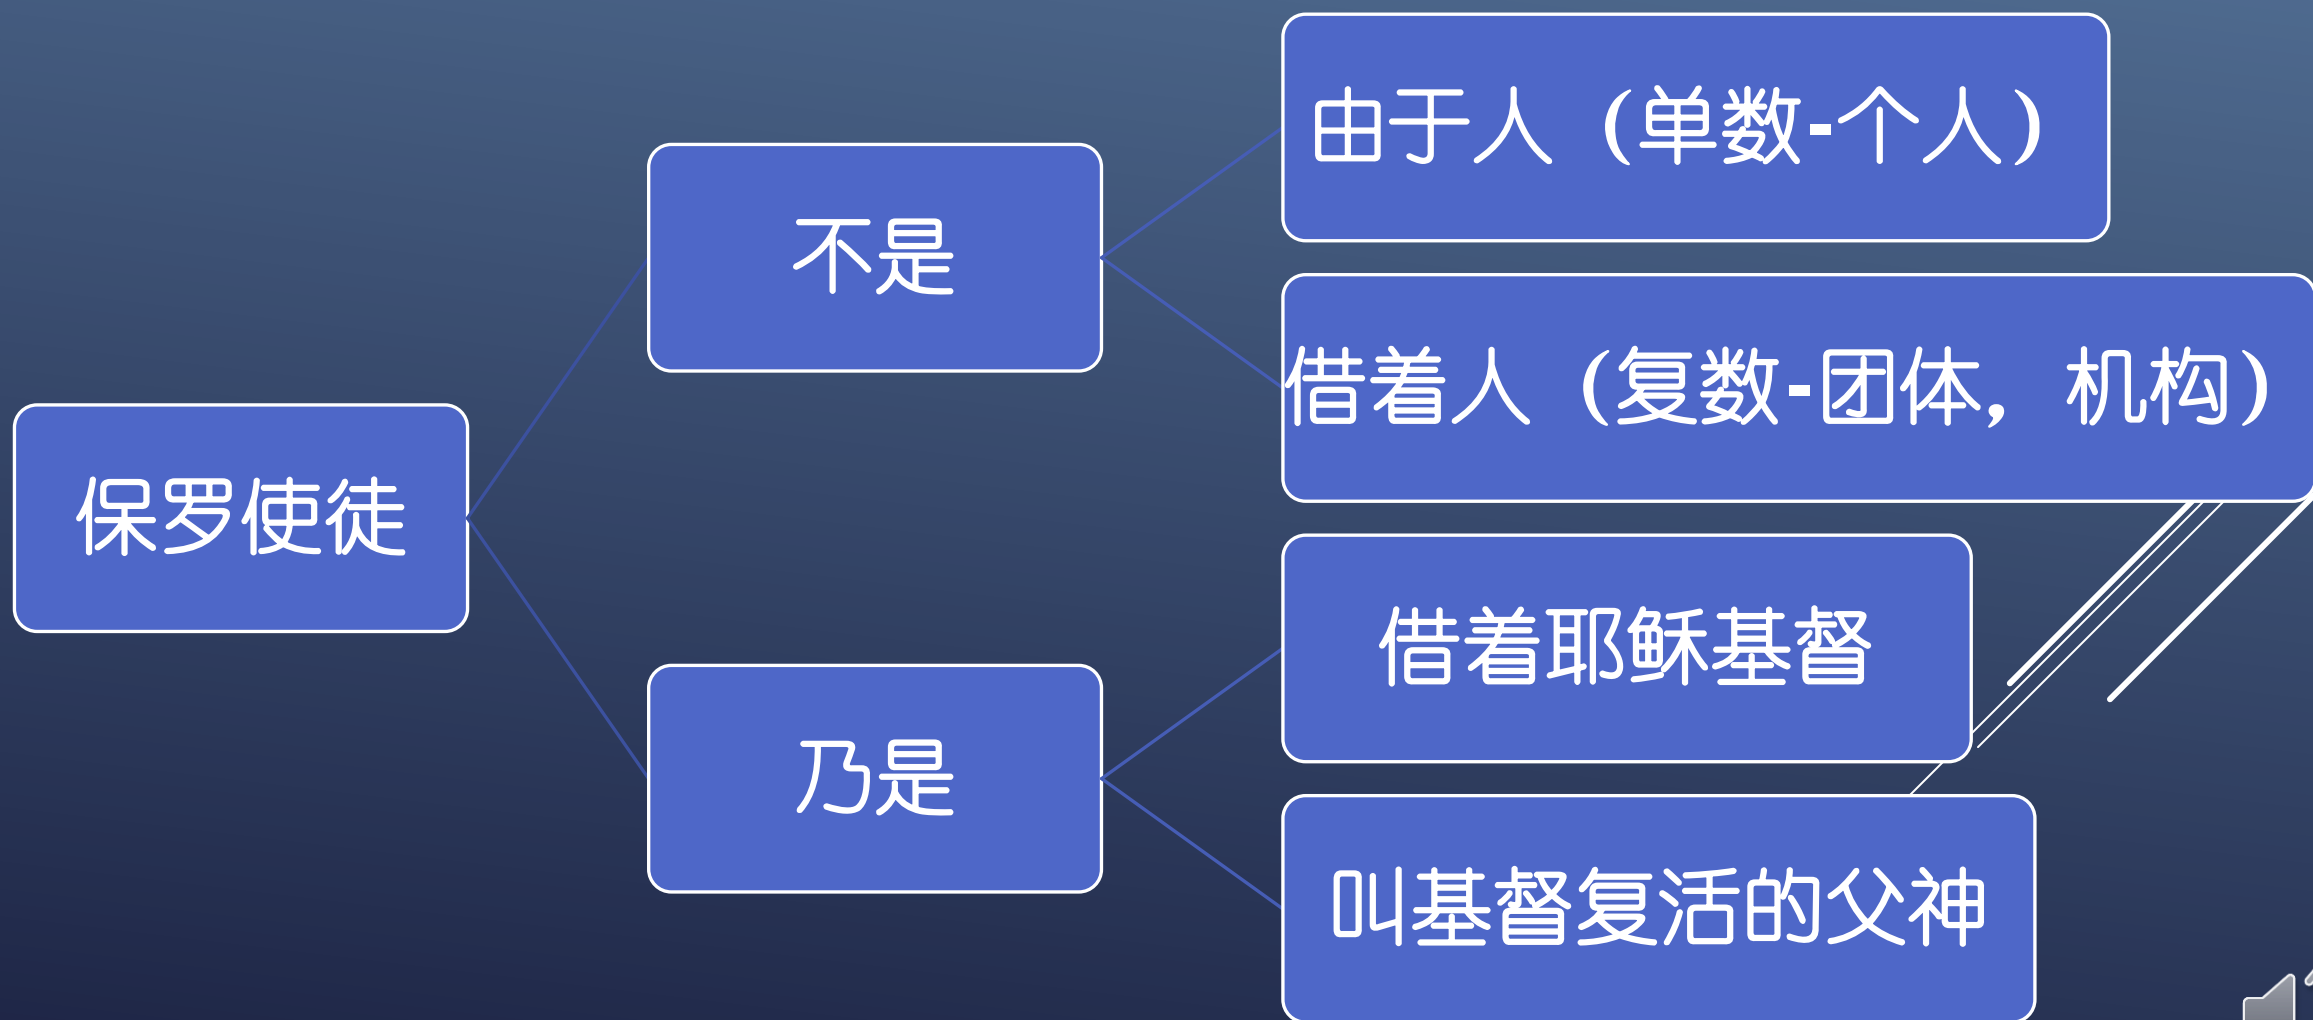 保罗使徒
不是
由于人（单数-个人）
借着人（复数-团体， 机构）
乃是
借着耶稣基督
叫基督复活的父神